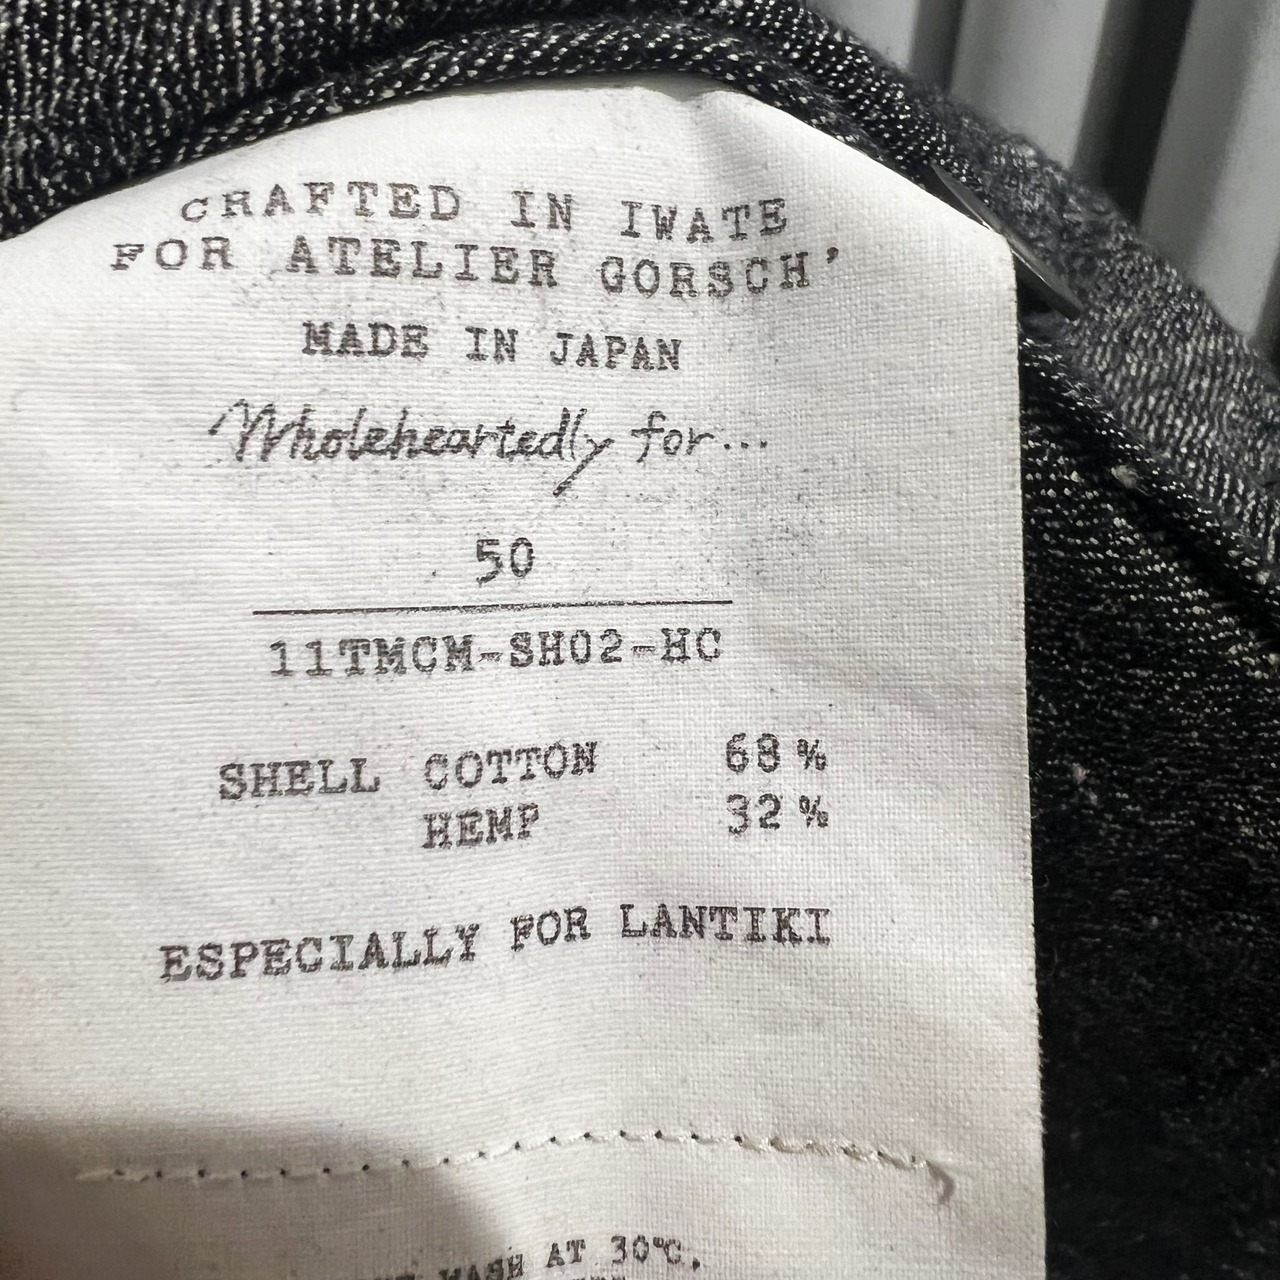 CRAFTED IN IWATE
FOR ATELIER GORSCH'
MADE IN JAPAN
Wholeheartedly for...
50
11TMCM-SH02-HC
SHELL COTTON 68%
HEMP 32%
ESPECIALLY FOR LANTIKI
WASH AT 30℃.